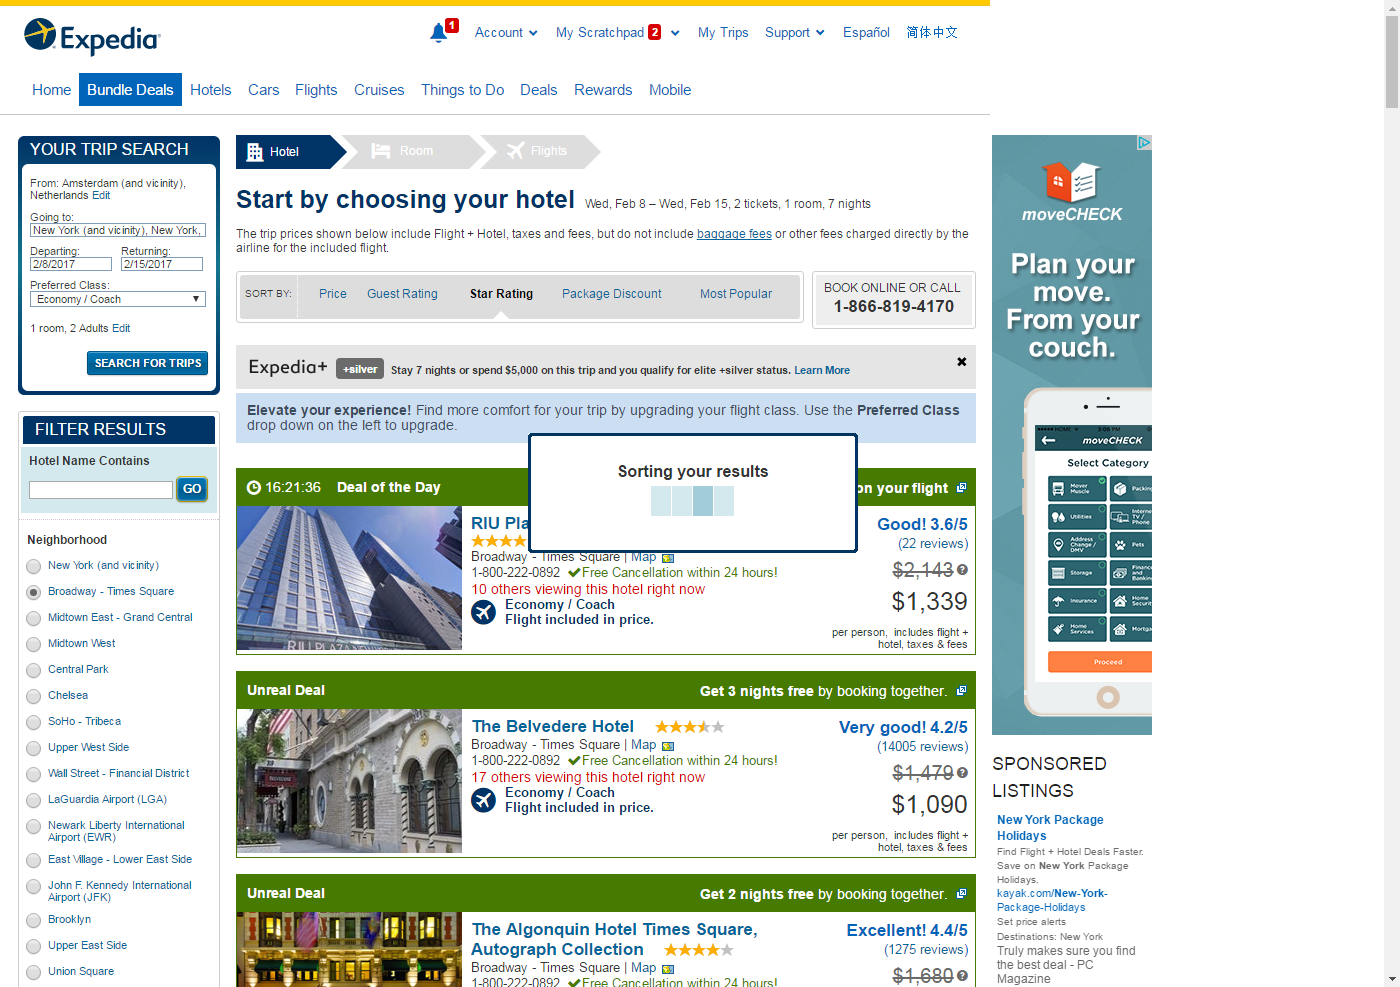 Expedia
1
Account
My Scratchpad 2
My Trips
Support
Español
简体中文
Home
Bundle Deals
Hotels
Cars
Flights
Cruises
Things to Do
Deals
Rewards
Mobile
YOUR TRIP SEARCH
From: Amsterdam (and vicinity),
Netherlands Edit
Going to:
New York (and vicinity), New York,
Departing:
Returning:
2/8/2017
2/15/2017
Preferred Class:
Economy / Coach
1 room, 2 Adults Edit
SEARCH FOR TRIPS
FILTER RESULTS
Hotel Name Contains
GO
Neighborhood
New York (and vicinity)
Broadway - Times Square
Midtown East - Grand Central
Midtown West
Central Park
Chelsea
SoHo - Tribeca
Upper West Side
Wall Street - Financial District
LaGuardia Airport (LGA)
Newark Liberty International
Airport (EWR)
East Village - Lower East Side
John F. Kennedy International
Airport (JFK)
Brooklyn
Upper East Side
Union Square
Hotel
Room
Flights
Start by choosing your hotel
Wed, Feb 8 – Wed, Feb 15, 2 tickets, 1 room, 7 nights
The trip prices shown below include Flight + Hotel, taxes and fees, but do not include baggage fees or other fees charged directly by the
airline for the included flight.
SORT BY:
Price
Guest Rating
Star Rating
Package Discount
Most Popular
BOOK ONLINE OR CALL
1-866-819-4170
Expedia+
+silver
Stay 7 nights or spend $5,000 on this trip and you qualify for elite +silver status. Learn More
Elevate your experience! Find more comfort for your trip by upgrading your flight class. Use the Preferred Class
drop down on the left to upgrade.
Sorting your results
16:21:36
Deal of the Day
on your flight
RIU Pla
Broadway - Times Square | Map
1-800-222-0892 Free Cancellation within 24 hours!
10 others viewing this hotel right now
Economy / Coach
Flight included in price.
Good! 3.6/5
(22 reviews)
$2,143
$1,339
per person, includes flight +
hotel, taxes & fees
Unreal Deal
Get 3 nights free by booking together.
The Belvedere Hotel
Broadway - Times Square | Map
1-800-222-0892 Free Cancellation within 24 hours!
17 others viewing this hotel right now
Economy / Coach
Flight included in price.
Very good! 4.2/5
(14005 reviews)
$1,479
$1,090
per person, includes flight +
hotel, taxes & fees
Unreal Deal
Get 2 nights free by booking together.
The Algonquin Hotel Times Square,
Autograph Collection
Broadway - Times Square | Map
1-800-222-0892 Free Cancellation within 24 hours!
Excellent! 4.4/5
(1275 reviews)
$1,680
moveCHECK
Plan your
move.
From your
couch.
moveCHECK
Select Category
Mover
Muscle
Packin
Utilities
Interne
TV /
Phone
Address
Change /
DMV
Pets
Storage
Financ
and
Bankin
Insurance
Home
Securit
Home
Services
Mortga
Proceed
SPONSORED
LISTINGS
New York Package
Holidays
Find Flight + Hotel Deals Faster.
Save on New York Package
Holidays.
kayak.com/New-York-
Package-Holidays
Set price alerts
Destinations: New York
Truly makes sure you find
the best deal - PC
Magazine